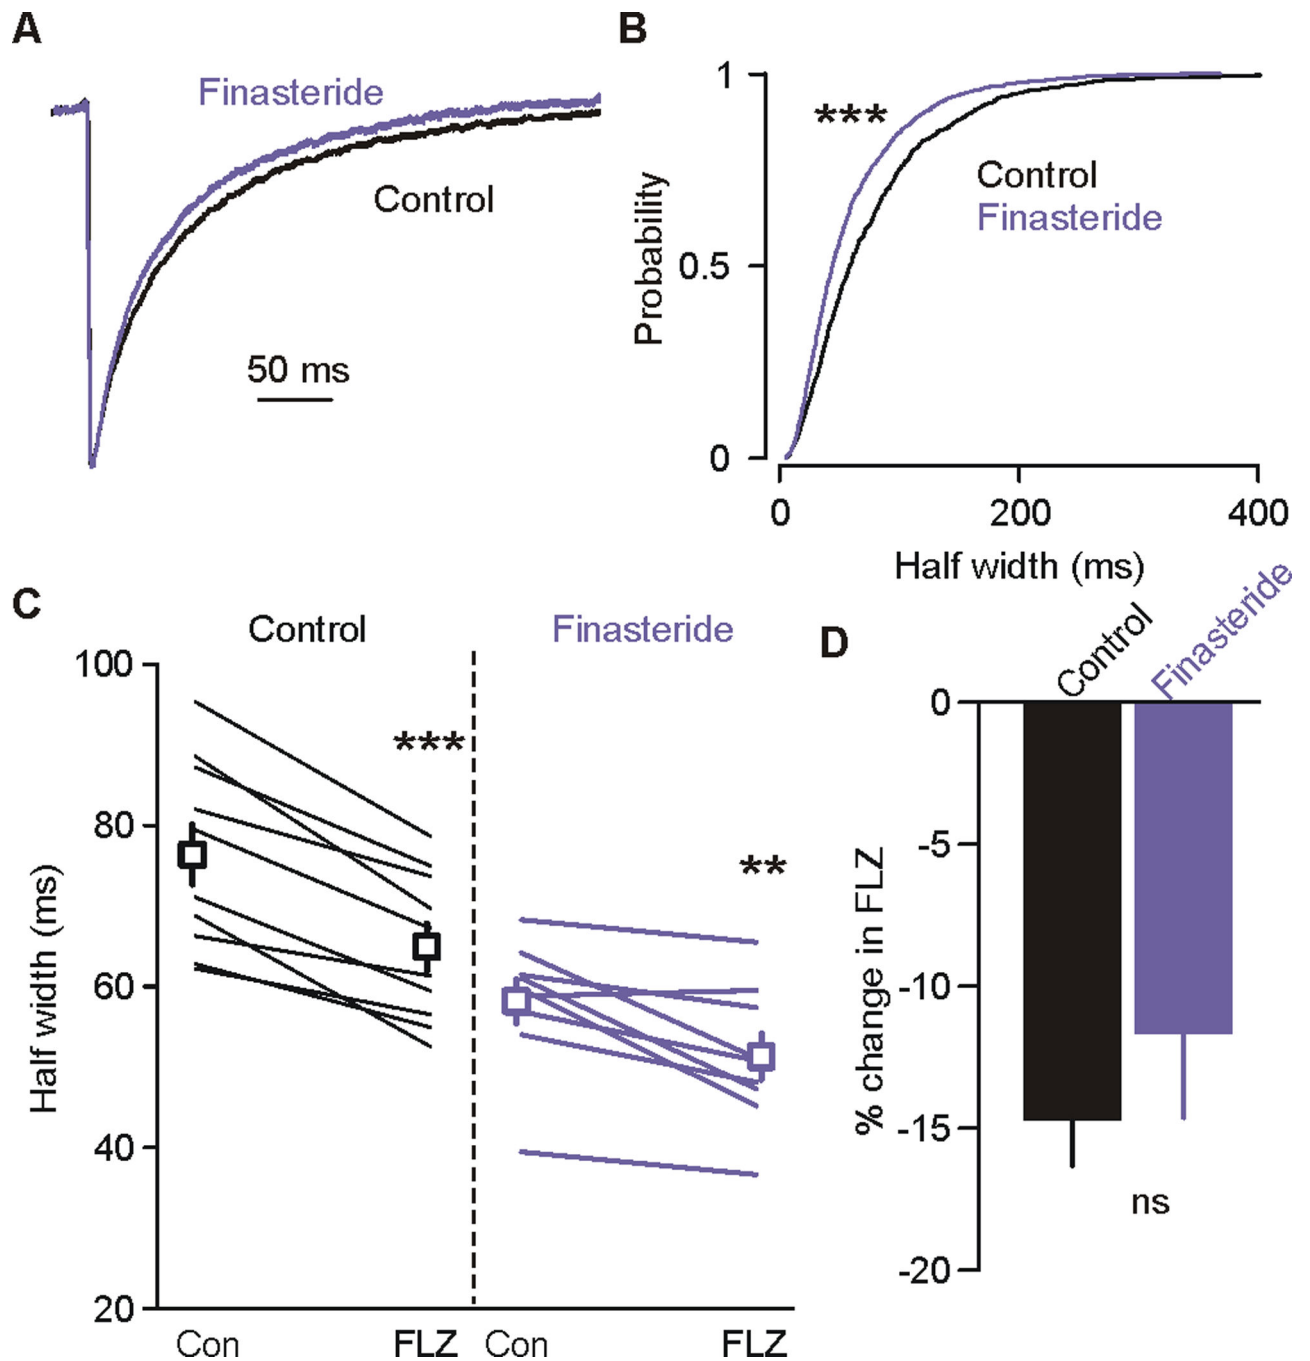 A
Finasteride
Control
50 ms
B
1
0.5
0
Probability
***
Control
Finasteride
0
200
400
Half width (ms)
C
Control
Finasteride
100
80
60
40
20
Half width (ms)
***
**
Con
FLZ
Con
FLZ
D
Control
Finasteride
0
-5
-10
-15
-20
% change in FLZ
ns